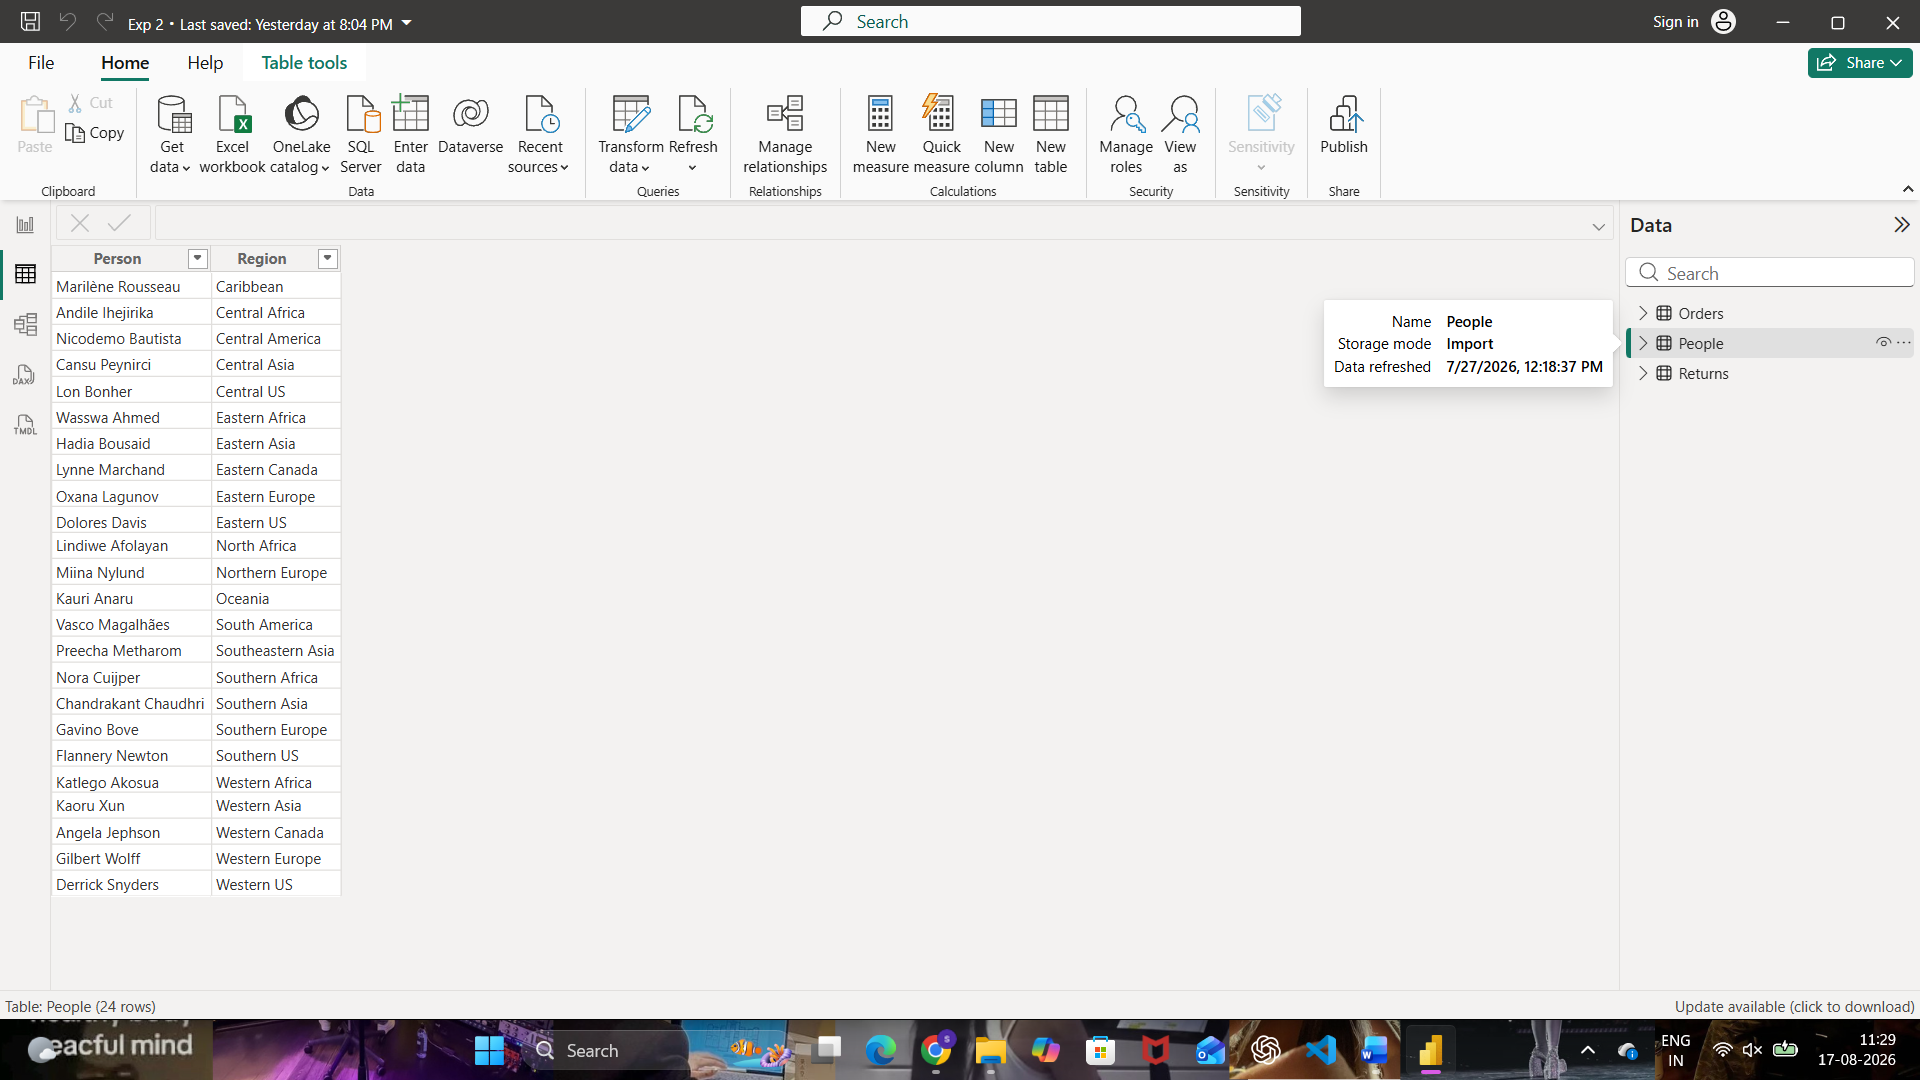 Exp 2 • Last saved: Yesterday at 8:04 PM
Search
Sign in
File
Home
Help
Table tools
Share
Paste
Cut
Copy
Clipboard
Get data
Excel workbook
OneLake catalog
SQL Server
Enter data
Dataverse
Recent sources
Data
Transform data
Refresh
Queries
Manage relationships
Relationships
New measure
Quick measure
New column
New table
Calculations
Manage roles
View as
Security
Sensitivity
Sensitivity
Publish
Share
DAX
TMDL
Person Region
Marilène Rousseau Caribbean
Andile Ihejirika Central Africa
Nicodemo Bautista Central America
Cansu Peynirci Central Asia
Lon Bonher Central US
Wasswa Ahmed Eastern Africa
Hadia Bousaid Eastern Asia
Lynne Marchand Eastern Canada
Oxana Lagunov Eastern Europe
Dolores Davis Eastern US
Lindiwe Afolayan North Africa
Miina Nylund Northern Europe
Kauri Anaru Oceania
Vasco Magalhães South America
Preecha Metharom Southeastern Asia
Nora Cuijper Southern Africa
Chandrakant Chaudhri Southern Asia
Gavino Bove Southern Europe
Flannery Newton Southern US
Katlego Akosua Western Africa
Kaoru Xun Western Asia
Angela Jephson Western Canada
Gilbert Wolff Western Europe
Derrick Snyders Western US
Name People
Storage mode Import
Data refreshed 7/27/2026, 12:18:37 PM
Data
Search
Orders
People
Returns
Table: People (24 rows)
Update available (click to download)
eacful mind
Search
ENG
IN
11:29
17-08-2026